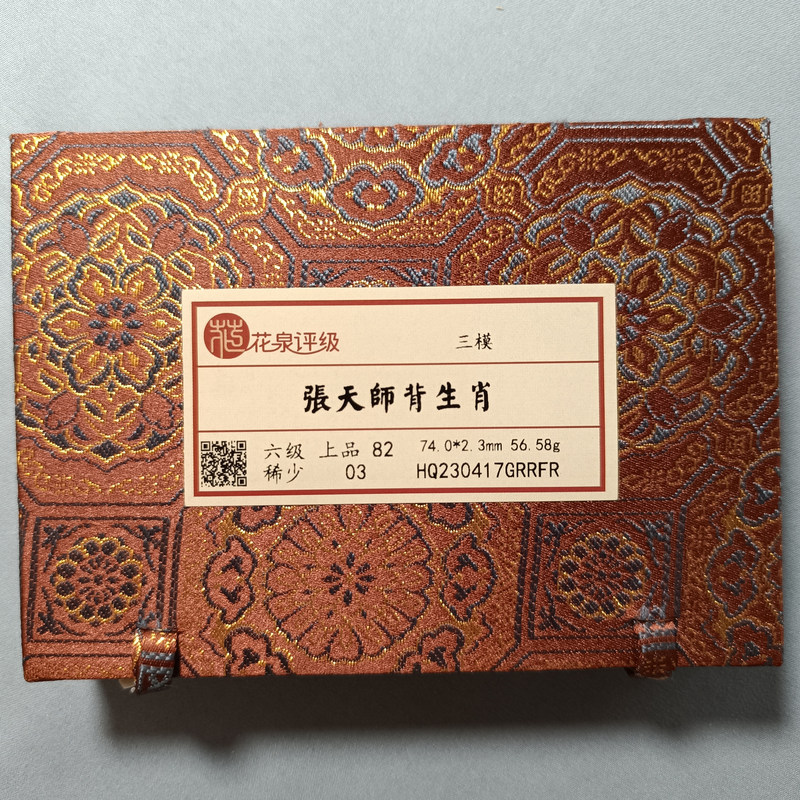 花泉评级 三模
張天師背生肖
六级 上品 82 74.0*2.3mm 56.58g
稀少 03 HQ230417GRRFR